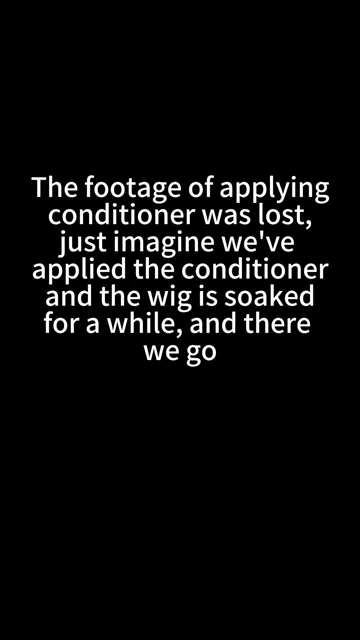 The footage of applying
conditioner was lost,
just imagine we've
applied the conditioner
and the wig is soaked
for a while, and there
we go